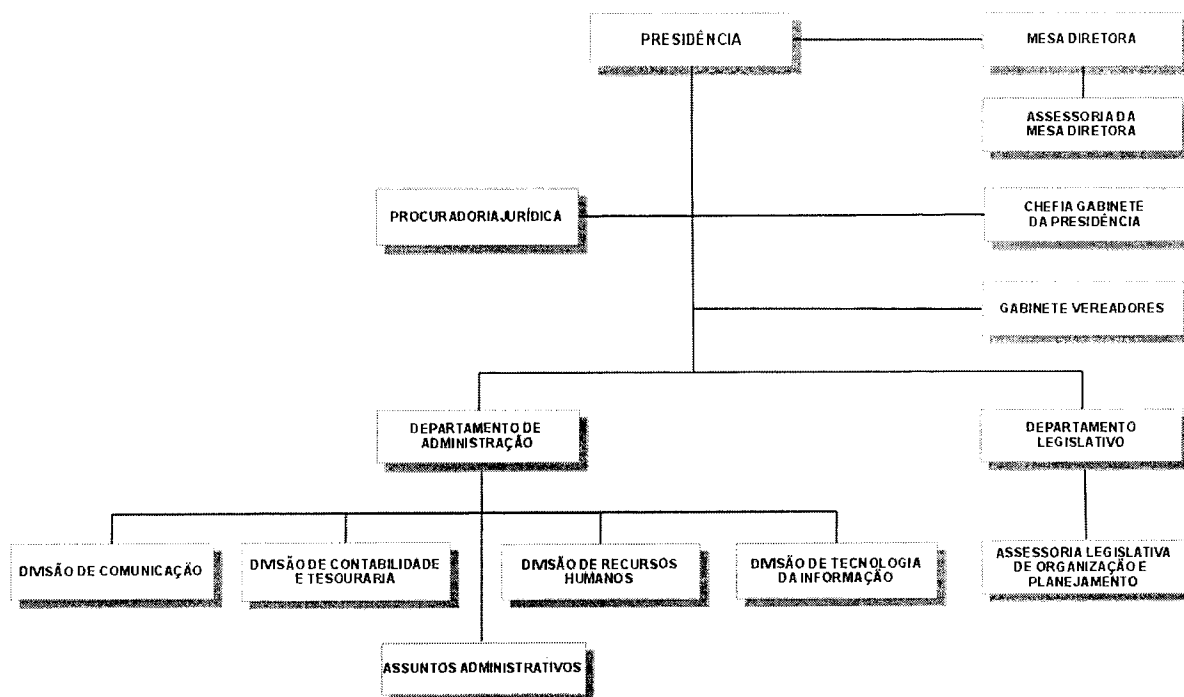 PRESIDÊNCIA
MESA DIRETORA
ASSESSORIA DA
MESA DIRETORA
PROCURADORIA JURÍDICA
CHEFIA GABINETE
DA PRESIDÊNCIA
GABINETE VEREADORES
DEPARTAMENTO DE
ADMINISTRAÇÃO
DEPARTAMENTO
LEGISLATIVO
DIVISÃO DE COMUNICAÇÃO
DIVISÃO DE CONTABILIDADE
E TESOURARIA
DIVISÃO DE RECURSOS
HUMANOS
DIVISÃO DE TECNOLOGIA
DA INFORMAÇÃO
ASSESSORIA LEGISLATIVA
DE ORGANIZAÇÃO E
PLANEJAMENTO
ASSUNTOS ADMINISTRATIVOS